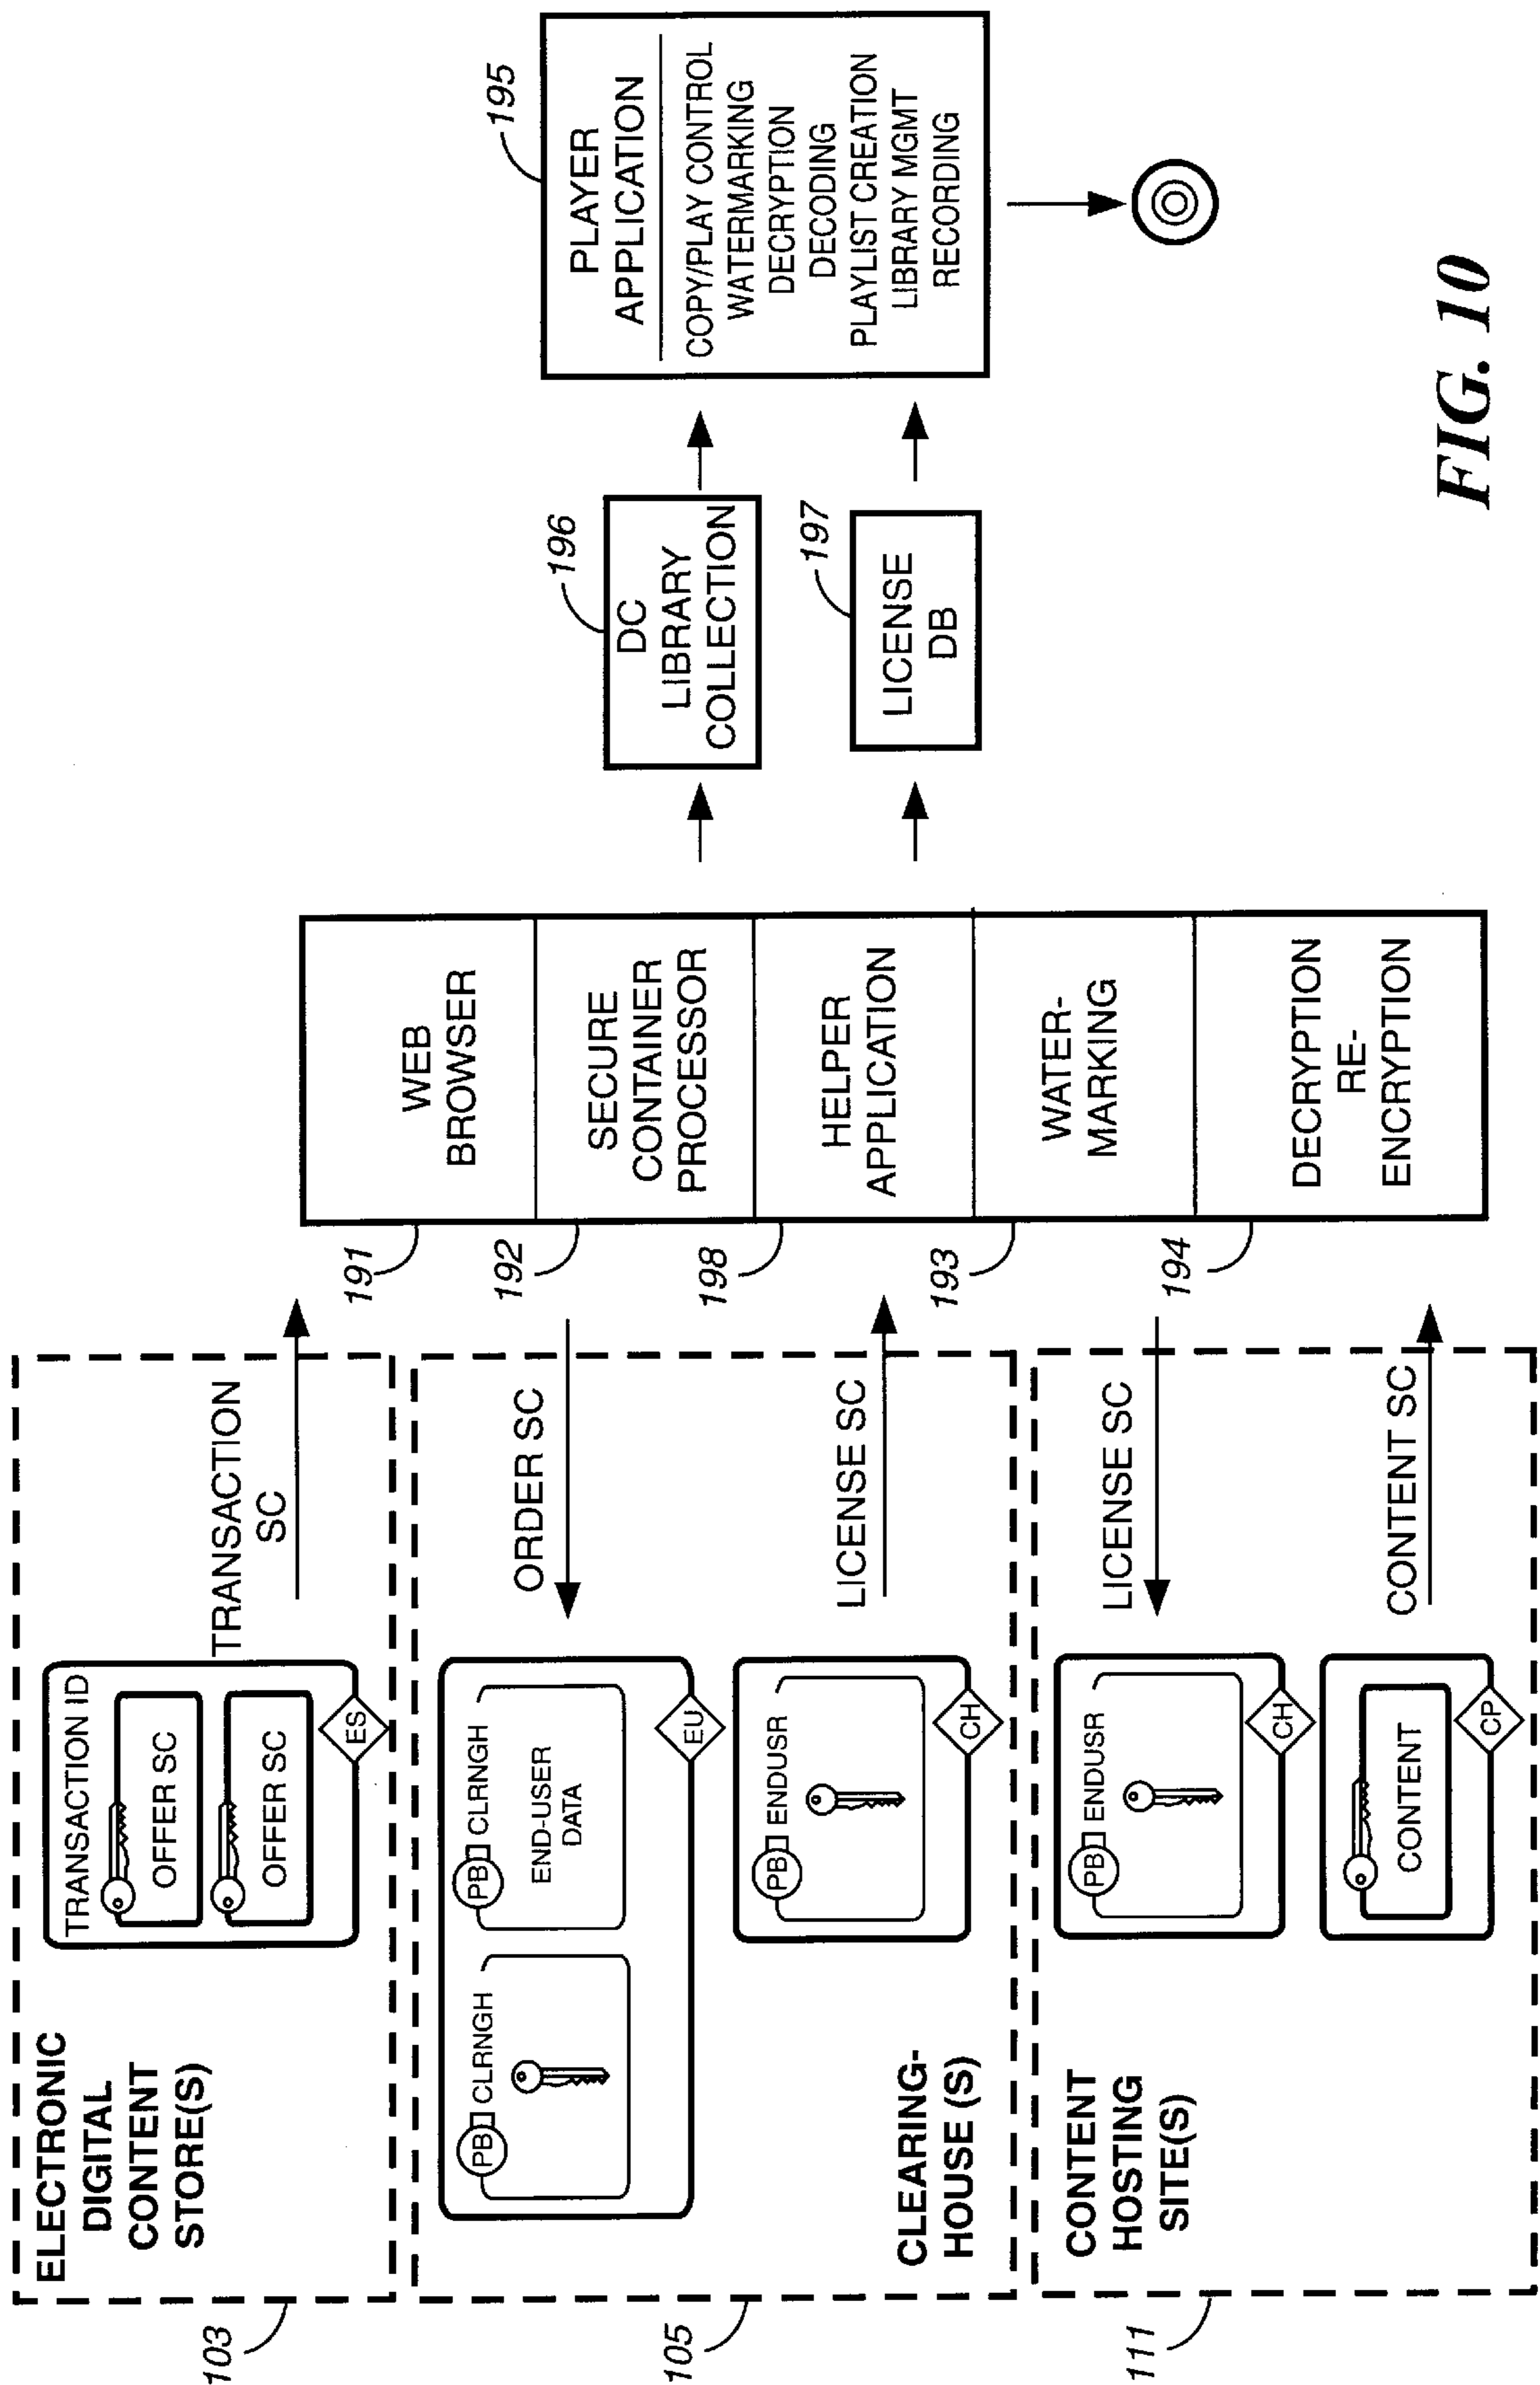 103
ELECTRONIC
DIGITAL
CONTENT
STORE(S)
TRANSACTION ID
OFFER SC
OFFER SC
ES
TRANSACTION
SC
105
PB CLRNGH
PB CLRNGH
END-USER
DATA
EU
ORDER SC
CLEARING-
HOUSE (S)
PB ENDUSR
CH
LICENSE SC
111
CONTENT
HOSTING
SITE(S)
PB ENDUSR
CH
LICENSE SC
CONTENT
CP
CONTENT SC
191
WEB
BROWSER
192
SECURE
CONTAINER
PROCESSOR
198
HELPER
APPLICATION
193
WATER-
MARKING
194
DECRYPTION
RE-
ENCRYPTION
196
DC
LIBRARY
COLLECTION
197
LICENSE
DB
195
PLAYER
APPLICATION
COPY/PLAY CONTROL
WATERMARKING
DECRYPTION
DECODING
PLAYLIST CREATION
LIBRARY MGMT
RECORDING
FIG. 10